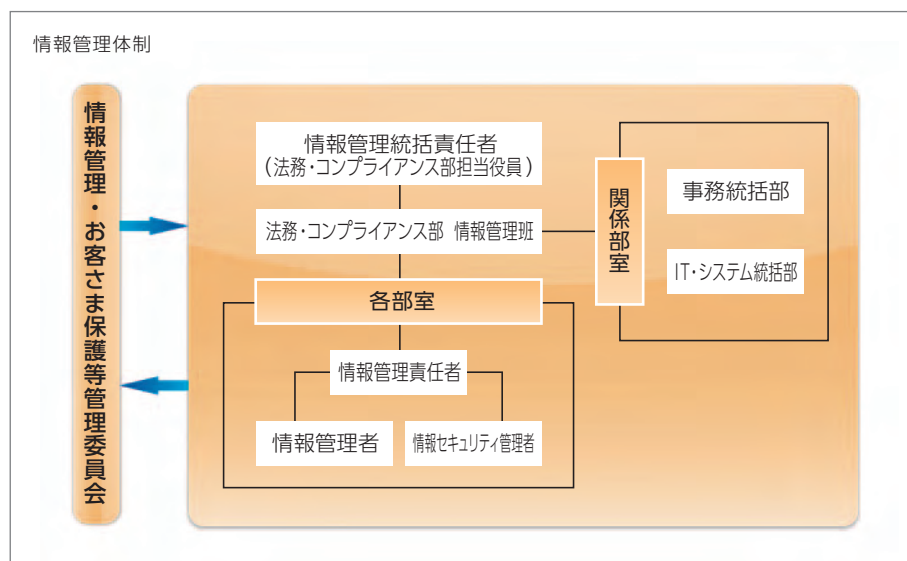 情報管理体制
情報管理・お客さま保護等管理委員会
情報管理統括責任者
（法務・コンプライアンス部担当役員）
法務・コンプライアンス部 情報管理班
関係部室
事務統括部
IT・システム統括部
各部室
情報管理責任者
情報管理者
情報セキュリティ管理者